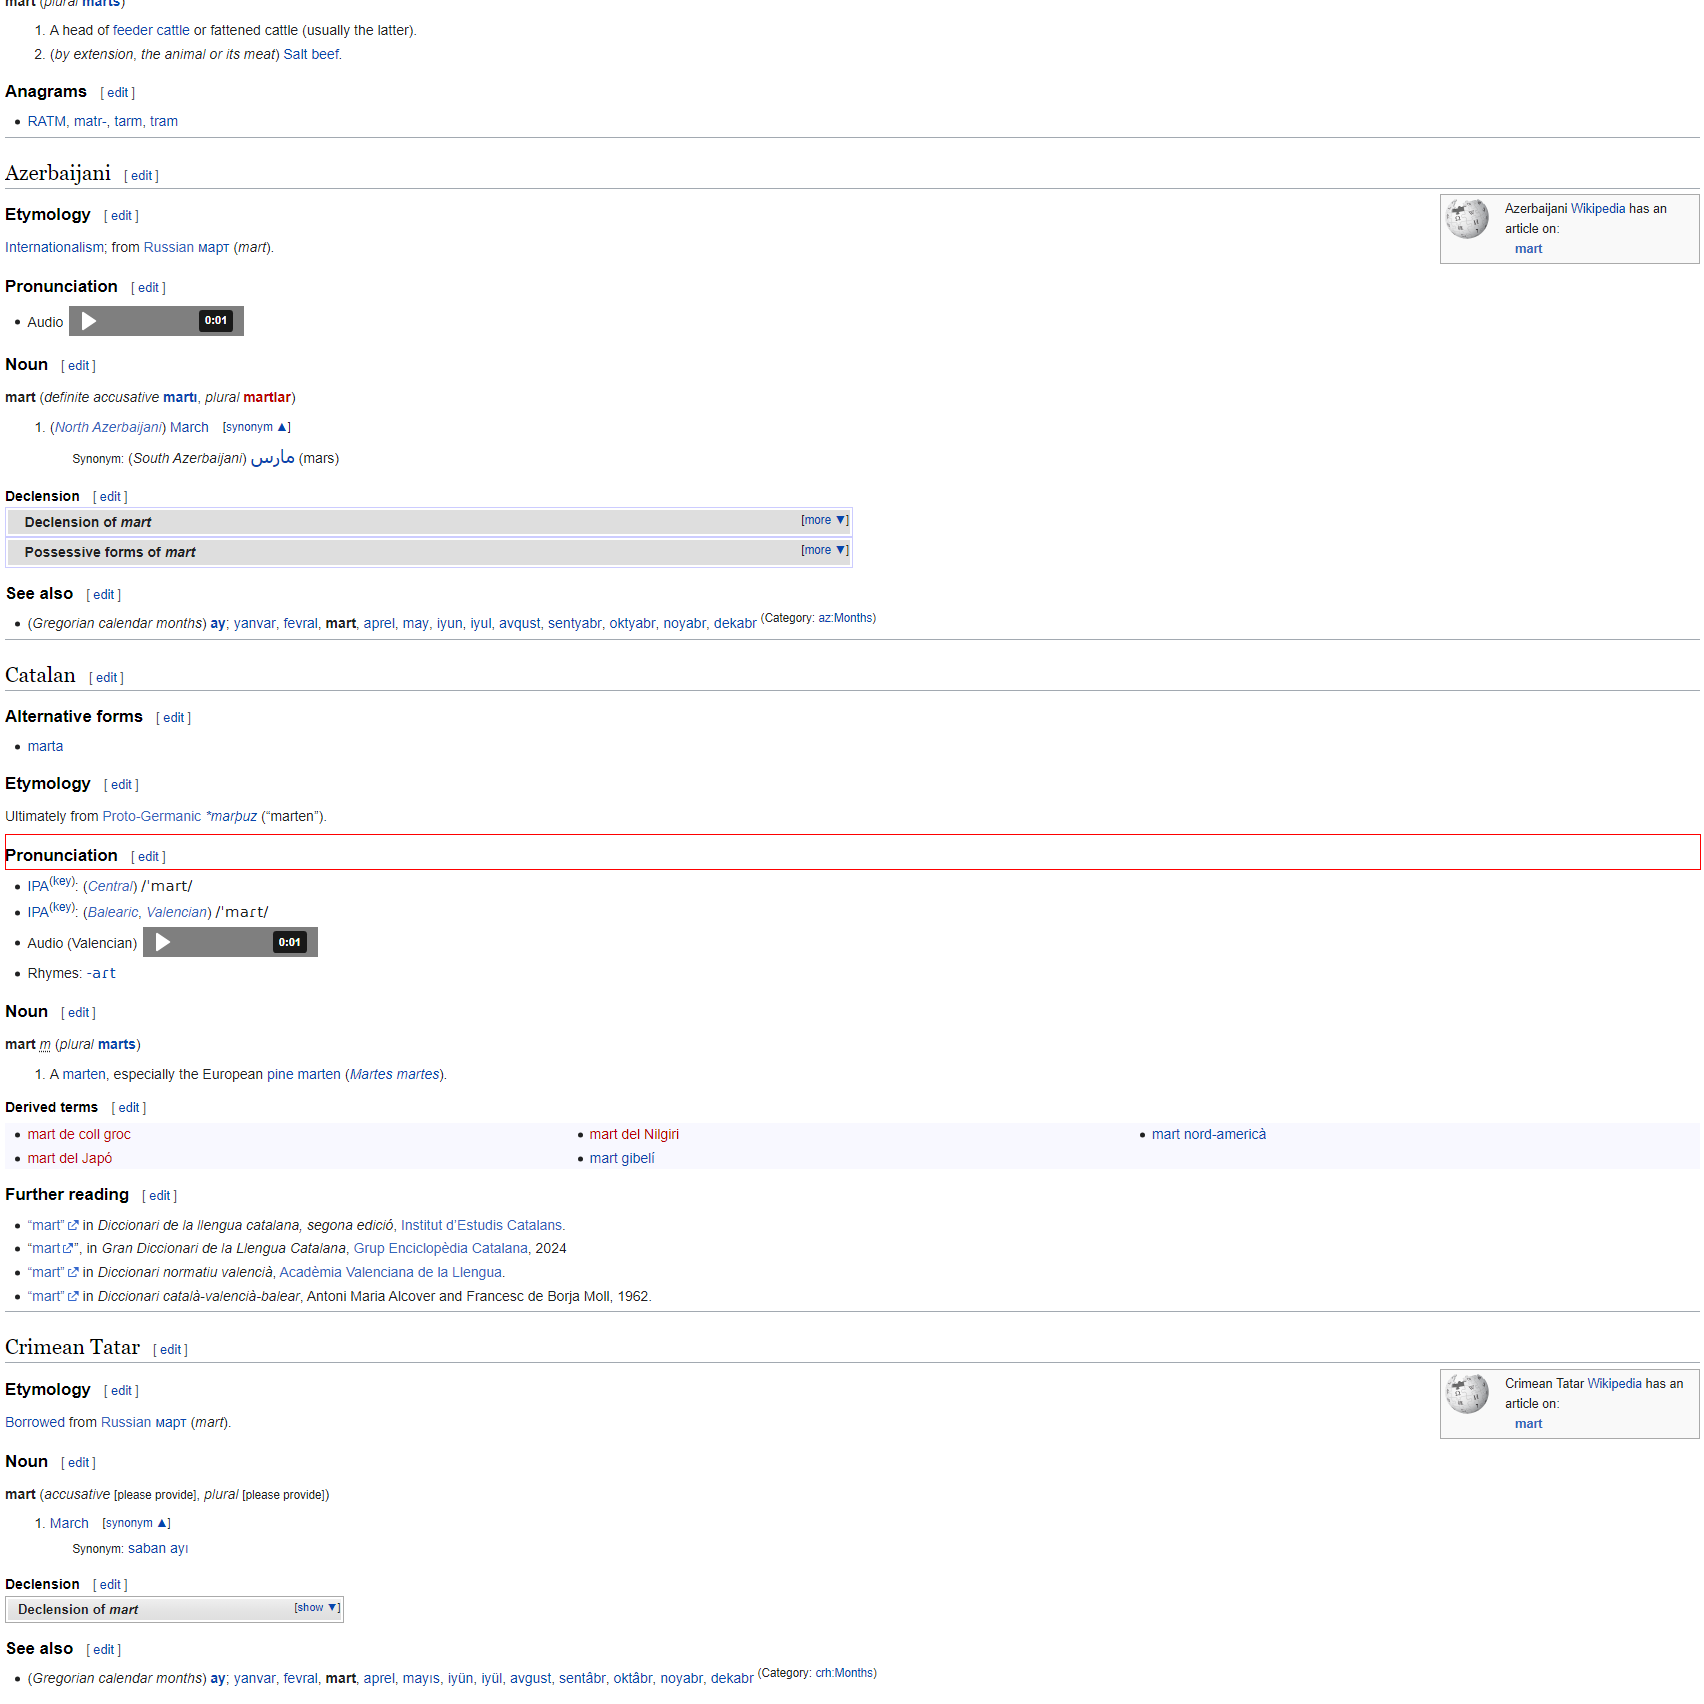 mart (plural marts)
1. A head of feeder cattle or fattened cattle (usually the latter).
2. (by extension, the animal or its meat) Salt beef.
Anagrams [ edit ]
• RATM, matr-, tarm, tram
Azerbaijani [ edit ]
Etymology [ edit ]
Internationalism; from Russian март (mart).
Azerbaijani Wikipedia has an
article on:
mart
Pronunciation [ edit ]
• Audio 0:01
Noun [ edit ]
mart (definite accusative martı, plural martlar)
1. (North Azerbaijani) March [synonym ▲]
Synonym: (South Azerbaijani) مارس (mars)
Declension [ edit ]
Declension of mart [more ▼]
Possessive forms of mart [more ▼]
See also [ edit ]
• (Gregorian calendar months) ay; yanvar, fevral, mart, aprel, may, iyun, iyul, avqust, sentyabr, oktyabr, noyabr, dekabr (Category: az:Months)
Catalan [ edit ]
Alternative forms [ edit ]
• marta
Etymology [ edit ]
Ultimately from Proto-Germanic *marþuz (“marten”).
Pronunciation [ edit ]
• IPA(key): (Central) /ˈmart/
• IPA(key): (Balearic, Valencian) /ˈmaɾt/
• Audio (Valencian) 0:01
• Rhymes: -aɾt
Noun [ edit ]
mart m (plural marts)
1. A marten, especially the European pine marten (Martes martes).
Derived terms [ edit ]
• mart de coll groc
• mart del Japó
• mart del Nilgiri
• mart gibelí
• mart nord-americà
Further reading [ edit ]
• “mart” in Diccionari de la llengua catalana, segona edició, Institut d’Estudis Catalans.
• “mart”, in Gran Diccionari de la Llengua Catalana, Grup Enciclopèdia Catalana, 2024
• “mart” in Diccionari normatiu valencià, Acadèmia Valenciana de la Llengua.
• “mart” in Diccionari català-valencià-balear, Antoni Maria Alcover and Francesc de Borja Moll, 1962.
Crimean Tatar [ edit ]
Etymology [ edit ]
Borrowed from Russian март (mart).
Crimean Tatar Wikipedia has an
article on:
mart
Noun [ edit ]
mart (accusative [please provide], plural [please provide])
1. March [synonym ▲]
Synonym: saban ayı
Declension [ edit ]
Declension of mart [show ▼]
See also [ edit ]
• (Gregorian calendar months) ay; yanvar, fevral, mart, aprel, mayıs, iyün, iyül, avgust, sentâbr, oktâbr, noyabr, dekabr (Category: crh:Months)